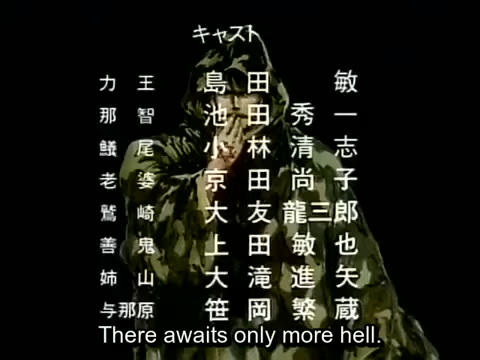 キャスト
力王 島田 敏
那智 池田秀一
鱶尾 小林清志
老婆 京田尚子
鷲崎 大友龍三郎
善鬼 上田敏也
姉山 大滝進矢
与那原 笹岡繁蔵
There awaits only more hell.